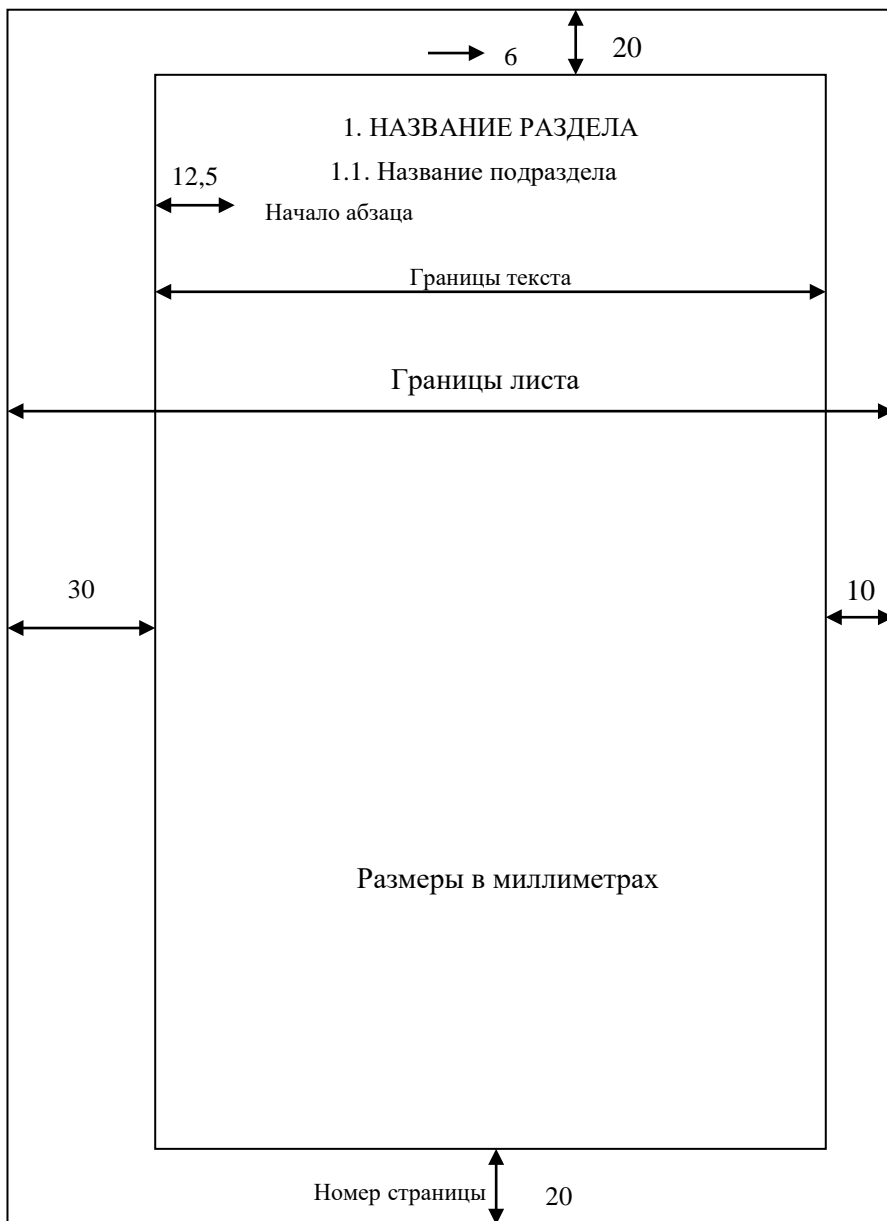 20
6
1. НАЗВАНИЕ РАЗДЕЛА
1.1. Название подраздела
12,5
Начало абзаца
Границы текста
Границы листа
30
10
Размеры в миллиметрах
Номер страницы
20